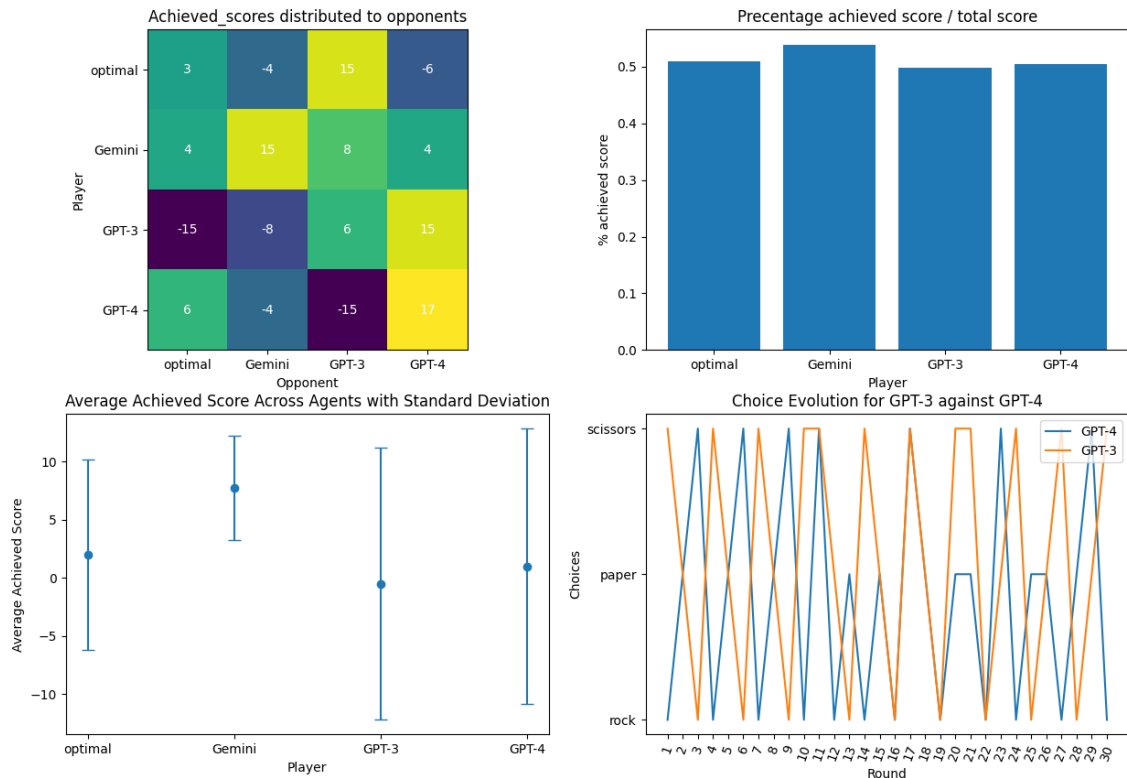 Achieved_scores distributed to opponents
Player
optimal
Gemini
GPT-3
GPT-4
3 -4 15 -6
4 15 8 4
-15 -8 6 15
6 -4 -15 17
optimal Gemini GPT-3 GPT-4
Opponent
Precentage achieved score / total score
% achieved score
0.5
0.4
0.3
0.2
0.1
0.0
optimal Gemini GPT-3 GPT-4
Player
Average Achieved Score Across Agents with Standard Deviation
Average Achieved Score
10
5
0
−5
−10
optimal Gemini GPT-3 GPT-4
Player
Choice Evolution for GPT-3 against GPT-4
Choices
scissors
paper
rock
GPT-4
GPT-3
1 2 3 4 5 6 7 8 9 10 11 12 13 14 15 16 17 18 19 20 21 22 23 24 25 26 27 28 29 30
Round